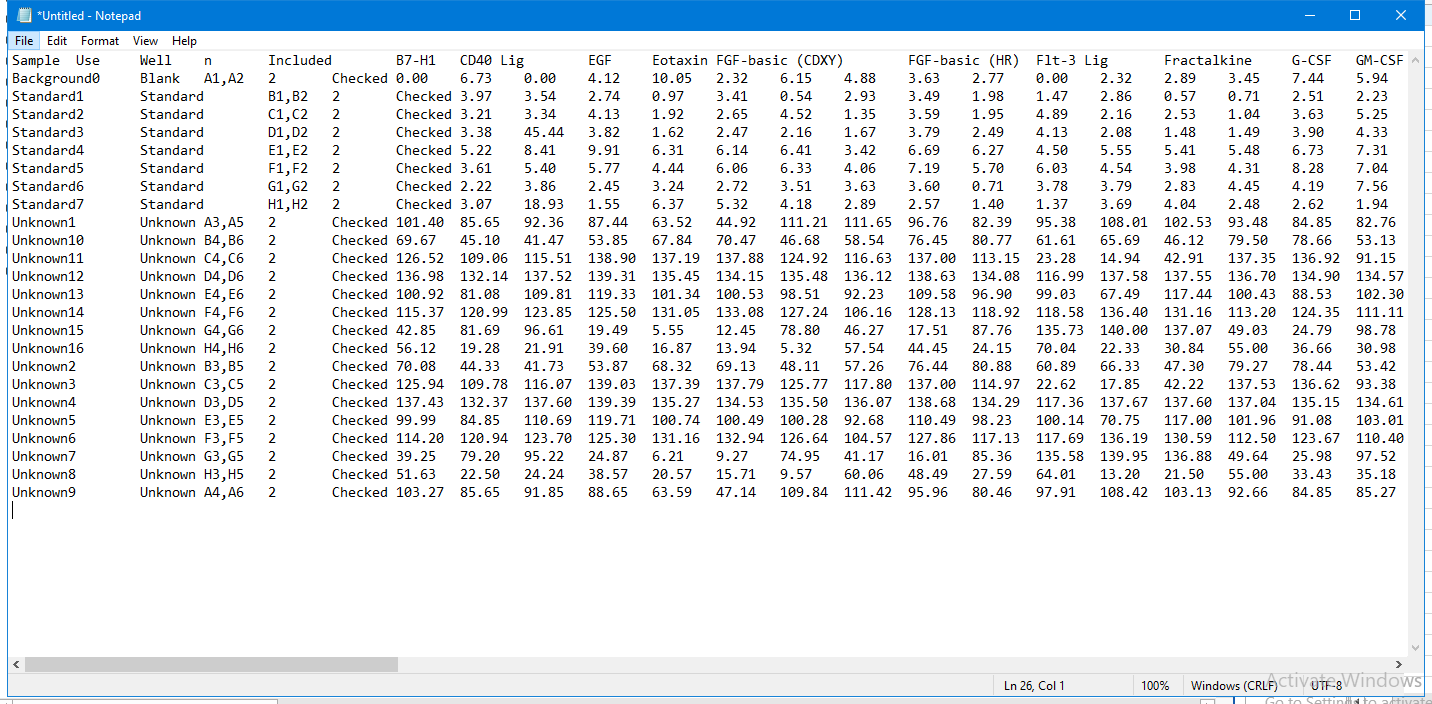 *Untitled - Notepad
File Edit Format View Help
Sample Use Well n Included B7-H1 CD40 Lig EGF Eotaxin FGF-basic (CDXY) FGF-basic (HR) Flt-3 Lig Fractalkine G-CSF GM-CSF
Background0 Blank A1,A2 2 Checked 0.00 6.73 0.00 4.12 10.05 2.32 6.15 4.88 3.63 2.77 0.00 2.32 2.89 3.45 7.44 5.94
Standard1 Standard B1,B2 2 Checked 3.97 3.54 2.74 0.97 3.41 0.54 2.93 3.49 1.98 1.47 2.86 0.57 0.71 2.51 2.23
Standard2 Standard C1,C2 2 Checked 3.21 3.34 4.13 1.92 2.65 4.52 1.35 3.59 1.95 4.89 2.16 2.53 1.04 3.63 5.25
Standard3 Standard D1,D2 2 Checked 3.38 45.44 3.82 1.62 2.47 2.16 1.67 3.79 2.49 4.13 2.08 1.48 1.49 3.90 4.33
Standard4 Standard E1,E2 2 Checked 5.22 8.41 9.91 6.31 6.14 6.41 3.42 6.69 6.27 4.50 5.55 5.41 5.48 6.73 7.31
Standard5 Standard F1,F2 2 Checked 3.61 5.40 5.77 4.44 6.06 6.33 4.06 7.19 5.70 6.03 4.54 3.98 4.31 8.28 7.04
Standard6 Standard G1,G2 2 Checked 2.22 3.86 2.45 3.24 2.72 3.51 3.63 3.60 0.71 3.78 3.79 2.83 4.45 4.19 7.56
Standard7 Standard H1,H2 2 Checked 3.07 18.93 1.55 6.37 5.32 4.18 2.89 2.57 1.40 1.37 3.69 4.04 2.48 2.62 1.94
Unknown1 Unknown A3,A5 2 Checked 101.40 85.65 92.36 87.44 63.52 44.92 111.21 111.65 96.76 82.39 95.38 108.01 102.53 93.48 84.85 82.76
Unknown10 Unknown B4,B6 2 Checked 69.67 45.10 41.47 53.85 67.84 70.47 46.68 58.54 76.45 80.77 61.61 65.69 46.12 79.50 78.66 53.13
Unknown11 Unknown C4,C6 2 Checked 126.52 109.06 115.51 138.90 137.19 137.88 124.92 116.63 137.00 113.15 23.28 14.94 42.91 137.35 136.92 91.15
Unknown12 Unknown D4,D6 2 Checked 136.98 132.14 137.52 139.31 135.45 134.15 135.48 136.12 138.63 134.08 116.99 137.58 137.55 136.70 134.90 134.57
Unknown13 Unknown E4,E6 2 Checked 100.92 81.08 109.81 119.33 101.34 100.53 98.51 92.23 109.58 96.90 99.03 67.49 117.44 100.43 88.53 102.30
Unknown14 Unknown F4,F6 2 Checked 115.37 120.99 123.85 125.50 131.05 133.08 127.24 106.16 128.13 118.92 118.58 136.40 131.16 113.20 124.35 111.11
Unknown15 Unknown G4,G6 2 Checked 42.85 81.69 96.61 19.49 5.55 12.45 78.80 46.27 17.51 87.76 135.73 140.00 137.07 49.03 24.79 98.78
Unknown16 Unknown H4,H6 2 Checked 56.12 19.28 21.91 39.60 16.87 13.94 5.32 57.54 44.45 24.15 70.04 22.33 30.84 55.00 36.66 30.98
Unknown2 Unknown B3,B5 2 Checked 70.08 44.33 41.73 53.87 68.32 69.13 48.11 57.26 76.44 80.88 60.89 66.33 47.30 79.27 78.44 53.42
Unknown3 Unknown C3,C5 2 Checked 125.94 109.78 116.07 139.03 137.39 137.79 125.77 117.80 137.00 114.97 22.62 17.85 42.22 137.53 136.62 93.38
Unknown4 Unknown D3,D5 2 Checked 137.43 132.37 137.60 139.39 135.27 134.53 135.50 136.07 138.68 134.29 117.36 137.67 137.60 137.04 135.15 134.61
Unknown5 Unknown E3,E5 2 Checked 99.99 84.85 110.69 119.71 100.74 100.49 100.28 92.68 110.49 98.23 100.14 70.75 117.00 101.96 91.08 103.01
Unknown6 Unknown F3,F5 2 Checked 114.20 120.94 123.70 125.30 131.16 132.94 126.64 104.57 127.86 117.13 117.69 136.19 130.59 112.50 123.67 110.40
Unknown7 Unknown G3,G5 2 Checked 39.25 79.20 95.22 24.87 6.21 9.27 74.95 41.17 16.01 85.36 135.58 139.95 136.88 49.64 25.98 97.52
Unknown8 Unknown H3,H5 2 Checked 51.63 22.50 24.24 38.57 20.57 15.71 9.57 60.06 48.49 27.59 64.01 13.20 21.50 55.00 33.43 35.18
Unknown9 Unknown A4,A6 2 Checked 103.27 85.65 91.85 88.65 63.59 47.14 109.84 111.42 95.96 80.46 97.91 108.42 103.13 92.66 84.85 85.27
Activate Windows
Ln 26, Col 1 100% Windows (CRLF) UTF-8
Go to Settings to activate